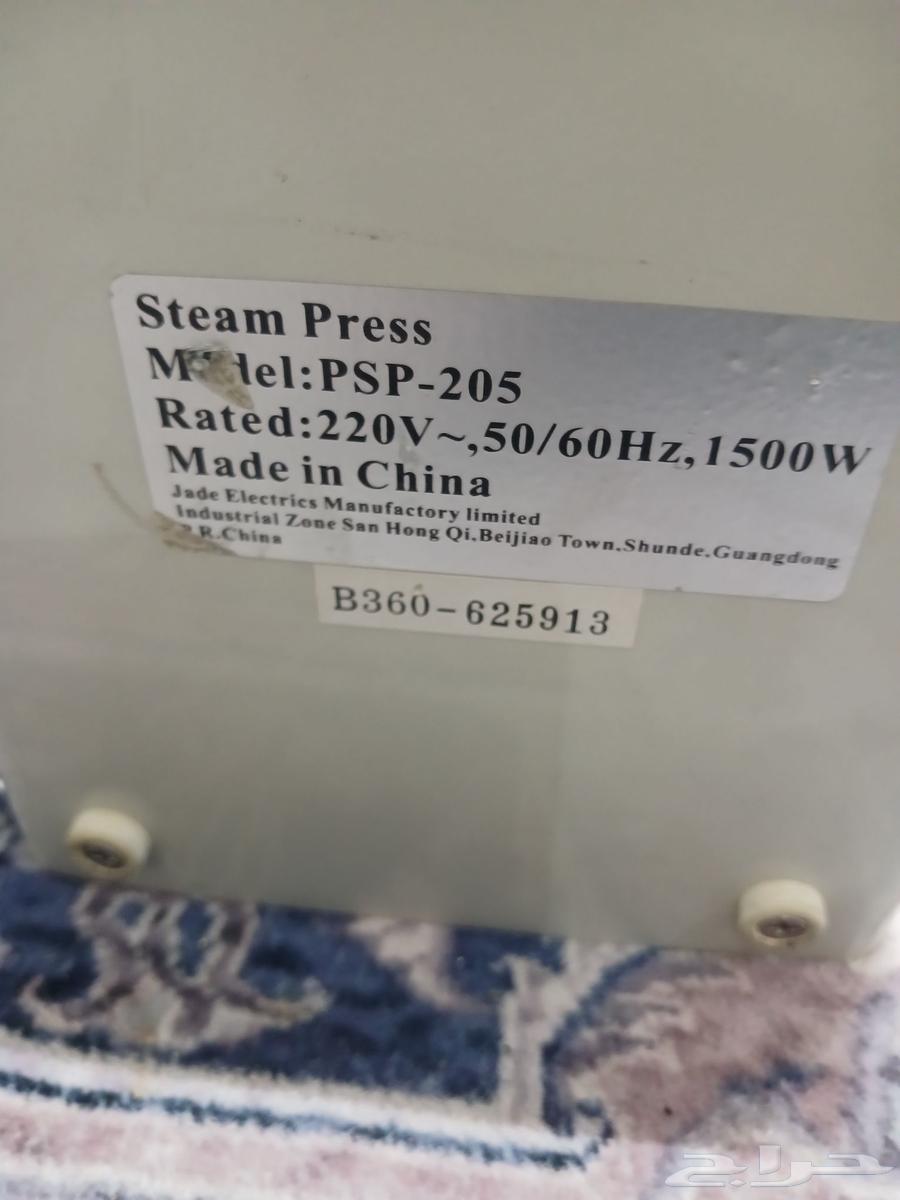 Steam Press
Model:PSP-205
Rated:220V~,50/60Hz,1500W
Made in China
Jade Electrics Manufactory limited
Industrial Zone San Hong Qi.Beijiao Town.Shunde.Guangdong
P.R.China
B360-625913
حراج